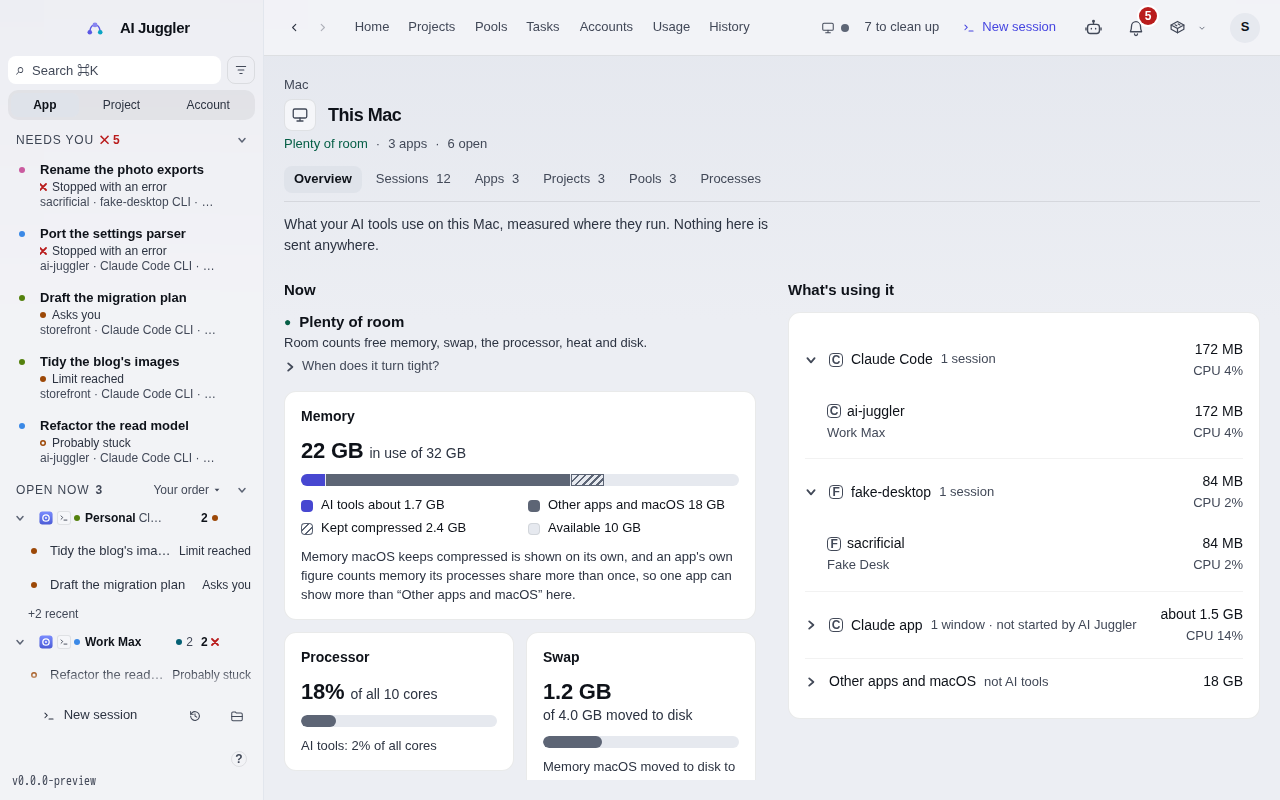 AI Juggler
Search ⌘K
App
Project
Account
NEEDS YOU 5
Rename the photo exports
Stopped with an error
sacrificial · fake-desktop CLI · …
Port the settings parser
Stopped with an error
ai-juggler · Claude Code CLI · …
Draft the migration plan
Asks you
storefront · Claude Code CLI · …
Tidy the blog's images
Limit reached
storefront · Claude Code CLI · …
Refactor the read model
Probably stuck
ai-juggler · Claude Code CLI · …
OPEN NOW 3 Your order
Personal Cl… 2
Tidy the blog's ima… Limit reached
Draft the migration plan Asks you
+2 recent
Work Max 2 2
Refactor the read… Probably stuck
New session
?
v0.0.0-preview
Home Projects Pools Tasks Accounts Usage History
7 to clean up
New session
5
S
Mac
This Mac
Plenty of room · 3 apps · 6 open
Overview Sessions 12 Apps 3 Projects 3 Pools 3 Processes
What your AI tools use on this Mac, measured where they run. Nothing here is
sent anywhere.
Now
Plenty of room
Room counts free memory, swap, the processor, heat and disk.
When does it turn tight?
Memory
22 GB in use of 32 GB
AI tools about 1.7 GB
Other apps and macOS 18 GB
Kept compressed 2.4 GB
Available 10 GB
Memory macOS keeps compressed is shown on its own, and an app's own
figure counts memory its processes share more than once, so one app can
show more than “Other apps and macOS” here.
Processor
18% of all 10 cores
AI tools: 2% of all cores
Swap
1.2 GB
of 4.0 GB moved to disk
Memory macOS moved to disk to
What's using it
C Claude Code 1 session
172 MB
CPU 4%
C ai-juggler
Work Max
172 MB
CPU 4%
F fake-desktop 1 session
84 MB
CPU 2%
F sacrificial
Fake Desk
84 MB
CPU 2%
C Claude app 1 window · not started by AI Juggler
about 1.5 GB
CPU 14%
Other apps and macOS not AI tools
18 GB